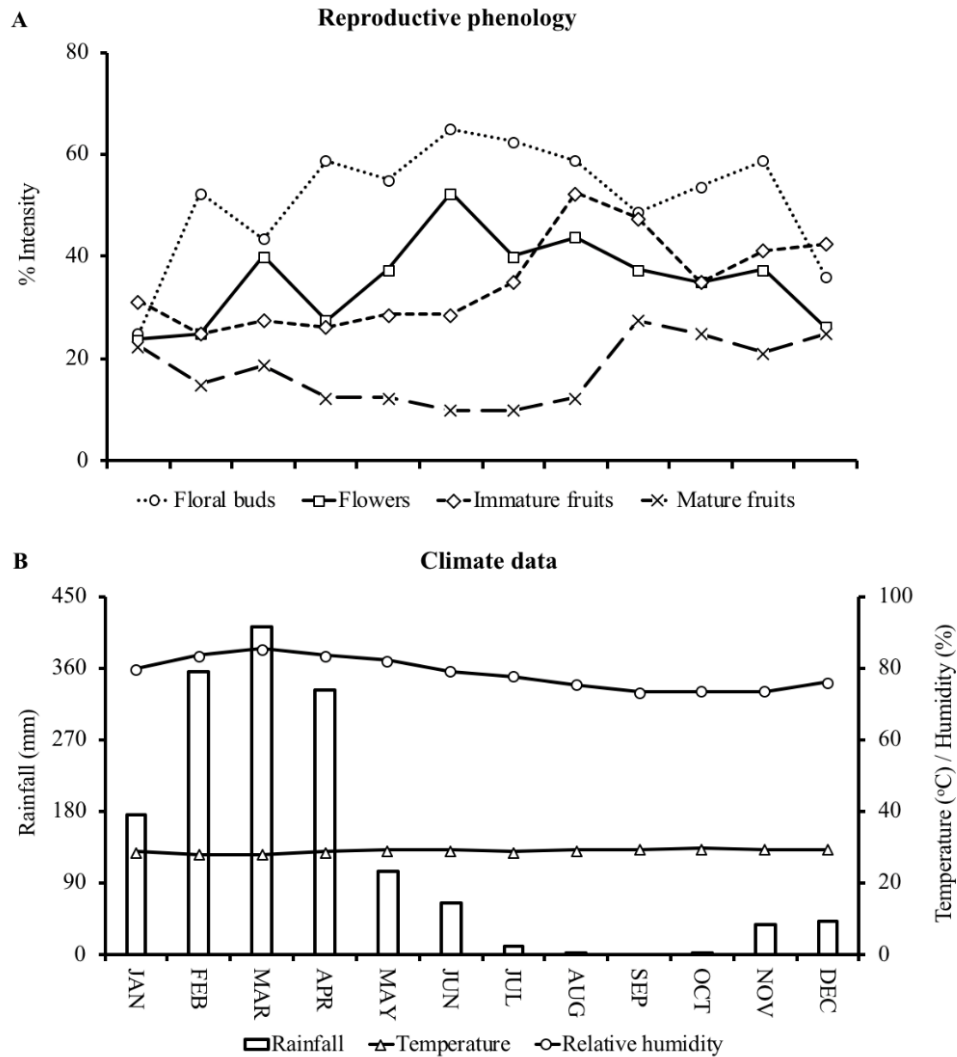 A
Reproductive phenology
80
60
40
20
0
% Intensity
Floral buds Flowers Immature fruits Mature fruits
B
Climate data
450
360
270
180
90
0
Rainfall (mm)
100
80
60
40
20
0
Temperature (°C) / Humidity (%)
JAN FEB MAR APR MAY JUN JUL AUG SEP OCT NOV DEC
Rainfall Temperature Relative humidity